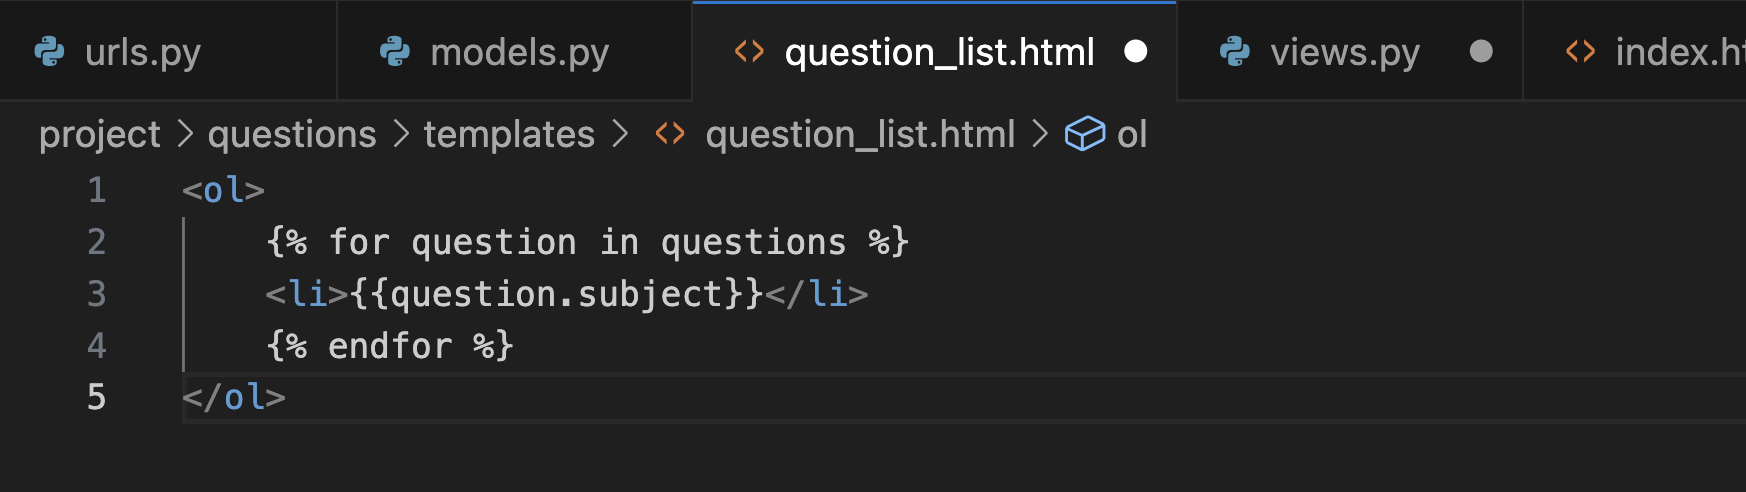 urls.py models.py <> question_list.html views.py <> index.ht
project > questions > templates > <> question_list.html > ol
1 <ol>
2 {% for question in questions %}
3 <li>{{question.subject}}</li>
4 {% endfor %}
5 </ol>